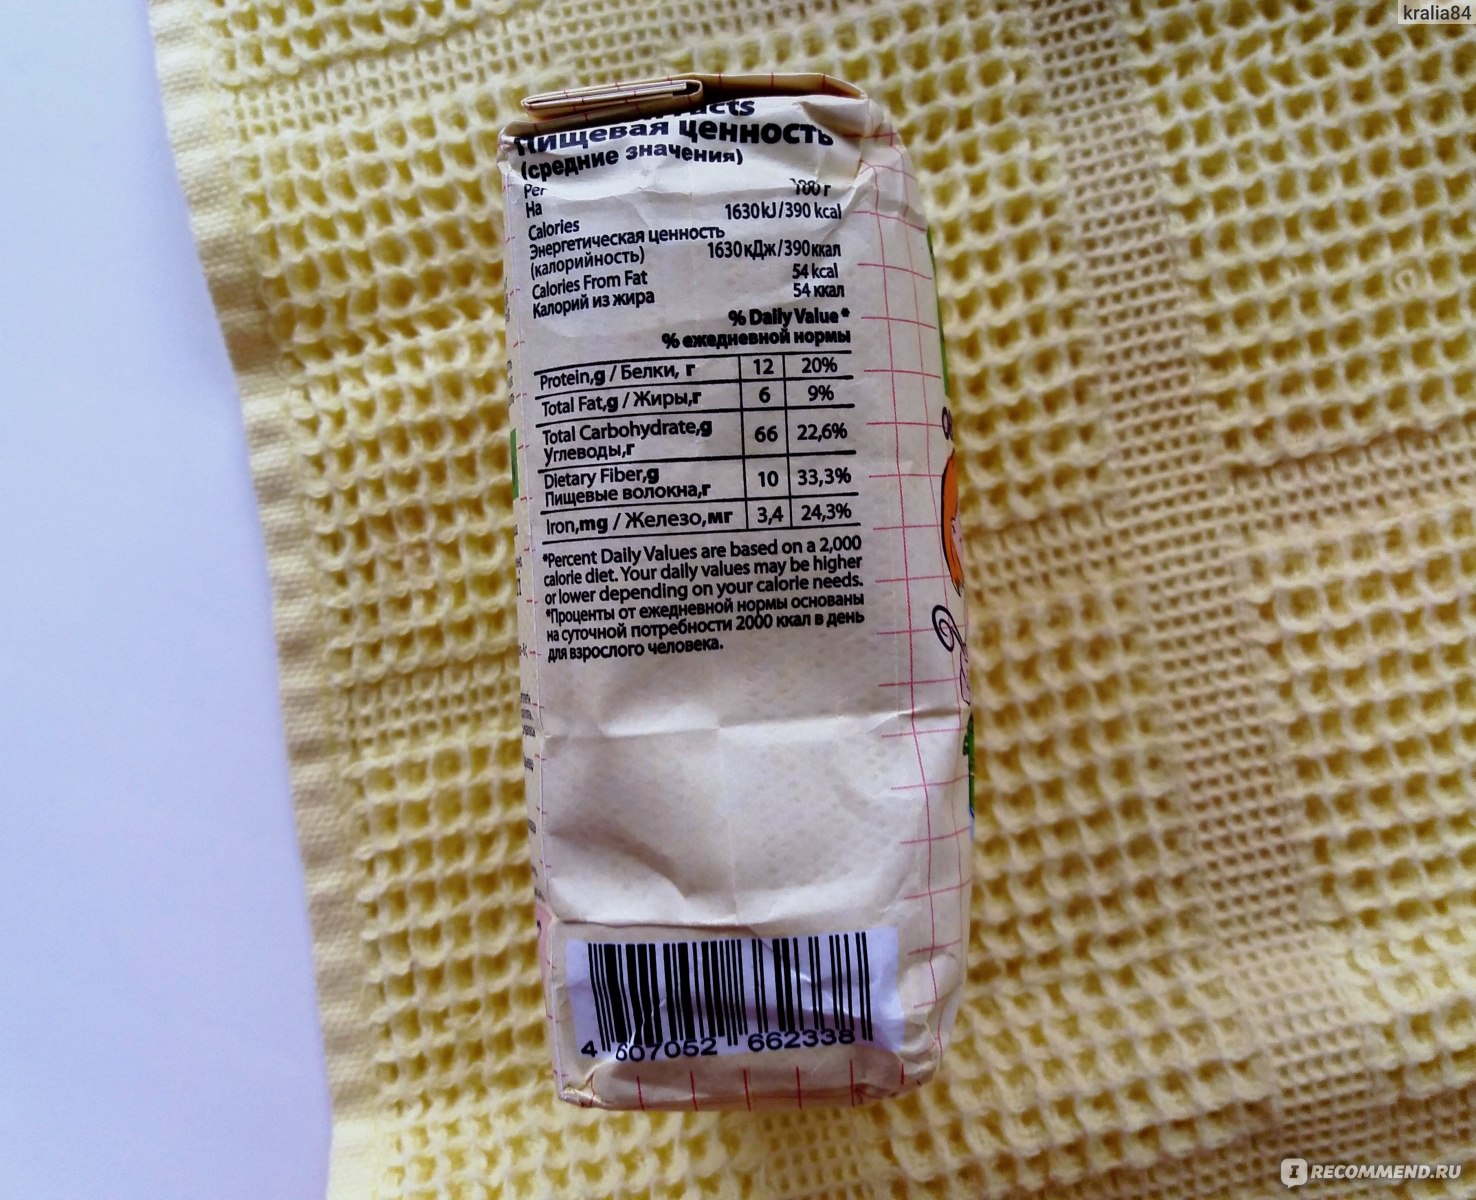 kralia84
Пищевая ценность
(средние значения)
Per
На
100 г
Calories
1630 kJ/390 kcal
Энергетическая ценность
(калорийность)
1630 кДж/390 ккал
Calories From Fat
54 kcal
Калорий из жира
54 ккал
% Daily Value*
% ежедневной нормы
Protein,g / Белки, г 12 20%
Total Fat,g / Жиры,г 6 9%
Total Carbohydrate,g
Углеводы,г 66 22,6%
Dietary Fiber,g
Пищевые волокна,г 10 33,3%
Iron,mg / Железо,мг 3,4 24,3%
*Percent Daily Values are based on a 2,000
calorie diet. Your daily values may be higher
or lower depending on your calorie needs.
*Проценты от ежедневной нормы основаны
на суточной потребности 2000 ккал в день
для взрослого человека.
4 607052 662338
I RECOMMEND.RU